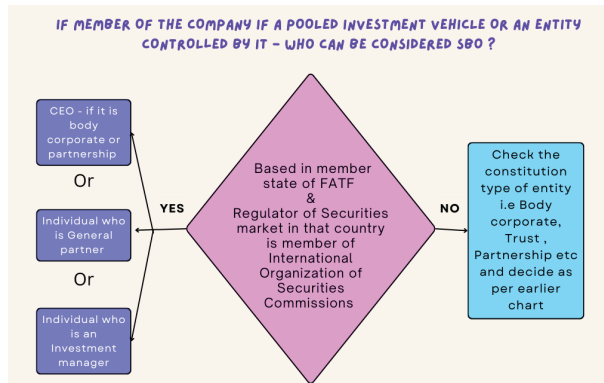 IF MEMBER OF THE COMPANY IF A POOLED INVESTMENT VEHICLE OR AN ENTITY
CONTROLLED BY IT – WHO CAN BE CONSIDERED SBO ?
CEO - if it is
body
corporate or
partnership
Or
Individual who
is General
partner
Or
Individual who
is an
Investment
manager
YES
Based in member
state of FATF
&
Regulator of Securities
market in that country
is member of
International
Organization of
Securities
Commissions
NO
Check the
constitution
type of entity
i.e Body
corporate,
Trust ,
Partnership etc
and decide as
per earlier
chart